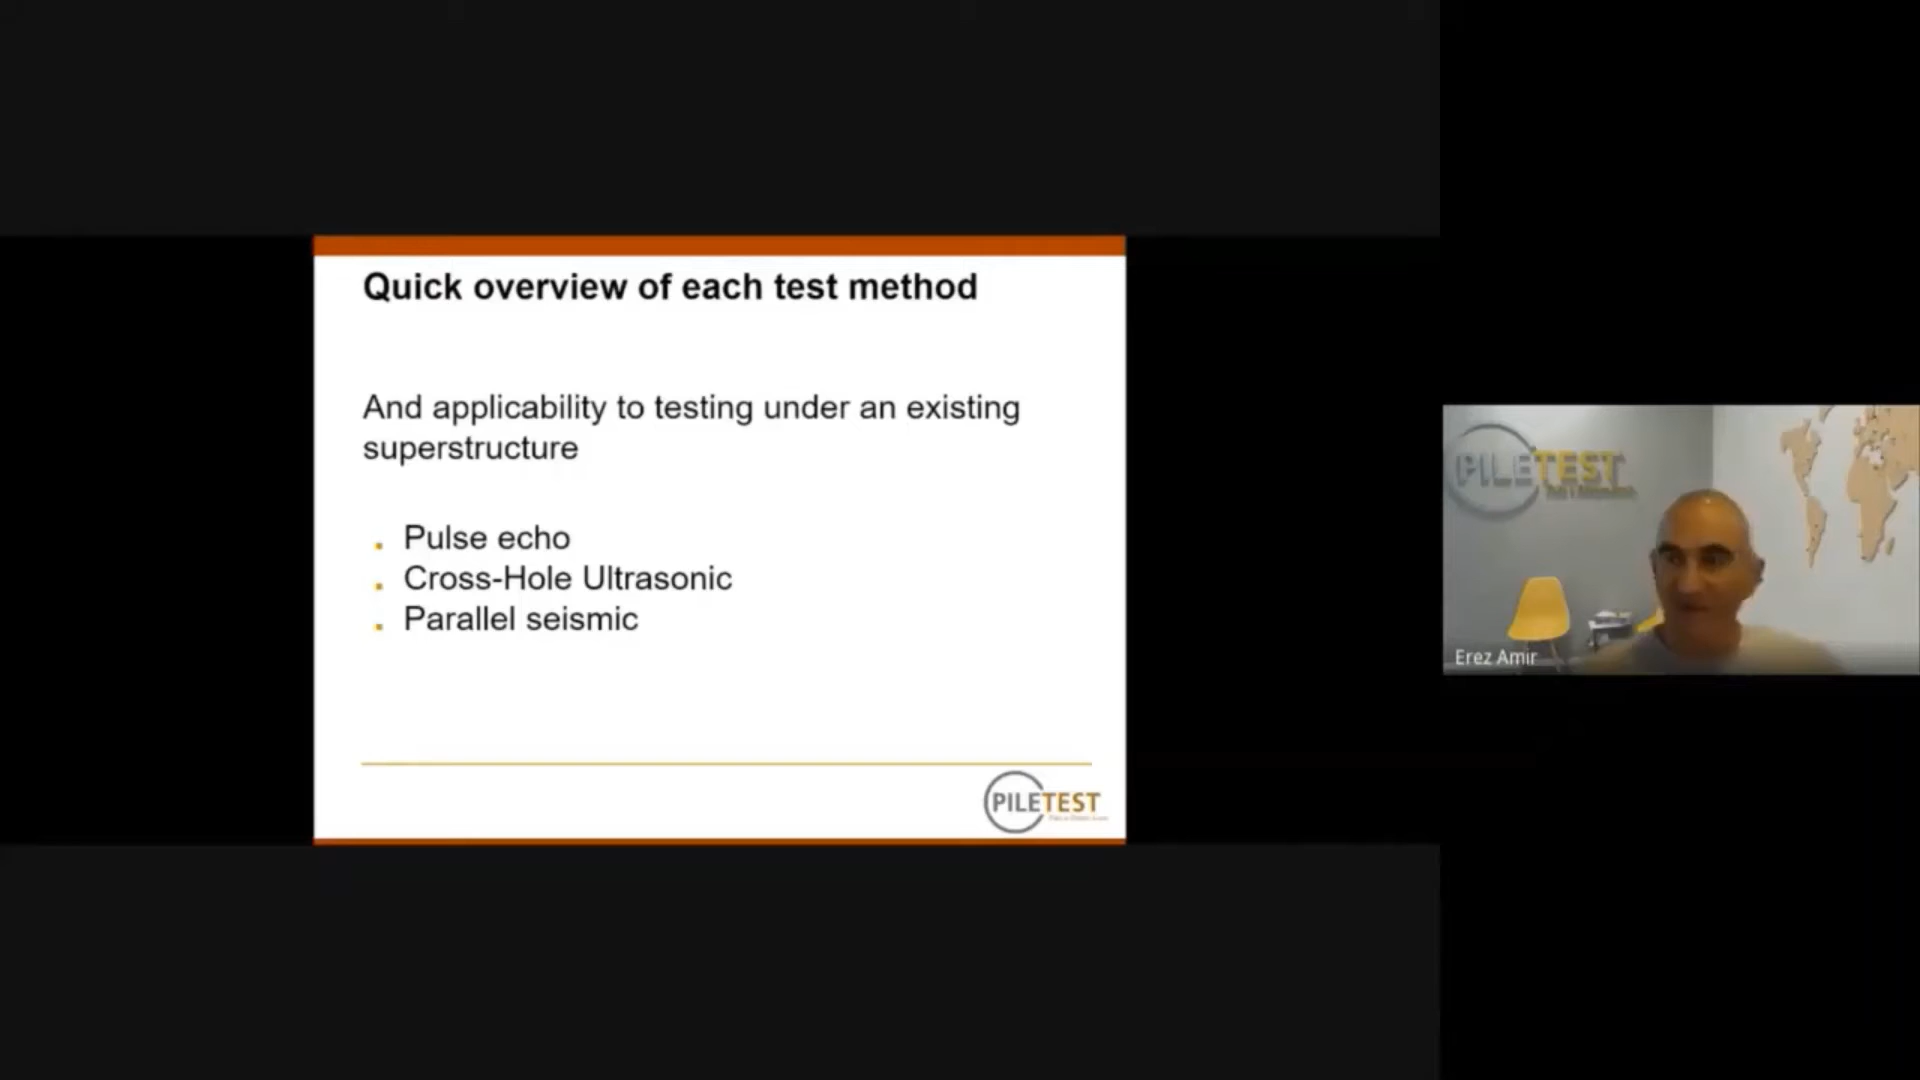 Quick overview of each test method
And applicability to testing under an existing
superstructure
Pulse echo
Cross-Hole Ultrasonic
Parallel seismic
PILETEST
PILETEST
Erez Amir